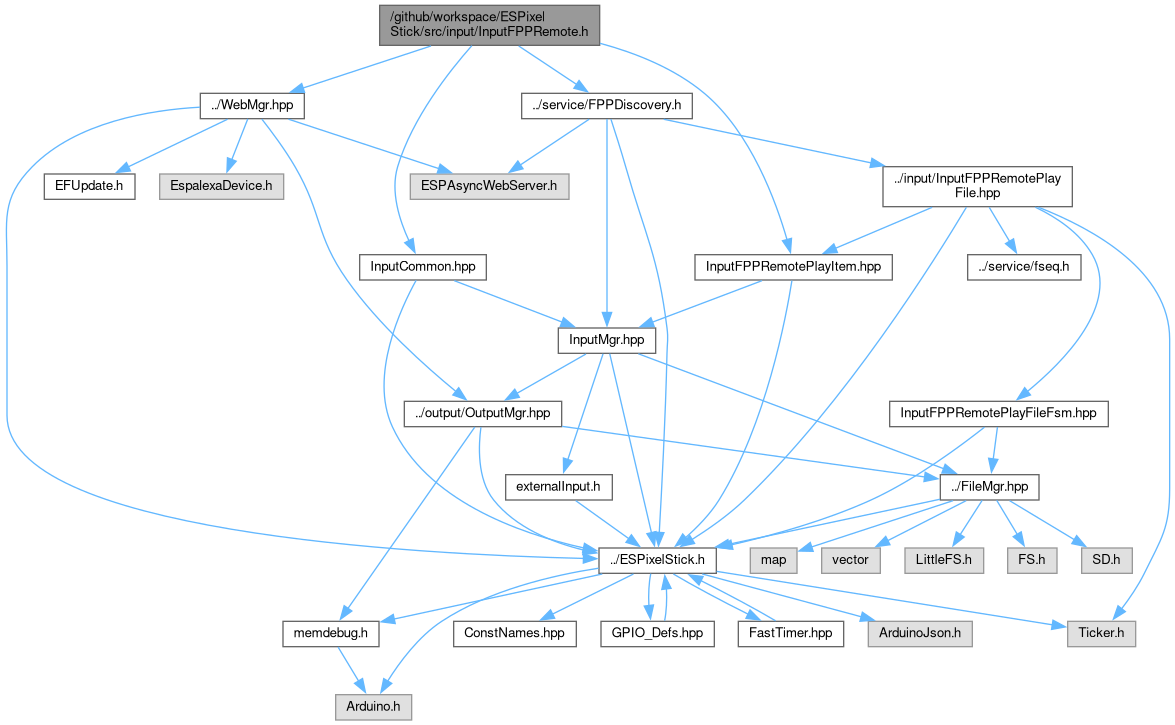 /github/workspace/ESPixel
Stick/src/input/InputFPPRemote.h
../WebMgr.hpp
../service/FPPDiscovery.h
EFUpdate.h
EspalexaDevice.h
ESPAsyncWebServer.h
../input/InputFPPRemotePlay
File.hpp
InputCommon.hpp
InputFPPRemotePlayItem.hpp
../service/fseq.h
InputMgr.hpp
../output/OutputMgr.hpp
InputFPPRemotePlayFileFsm.hpp
externalInput.h
../FileMgr.hpp
../ESPixelStick.h
map
vector
LittleFS.h
FS.h
SD.h
memdebug.h
ConstNames.hpp
GPIO_Defs.hpp
FastTimer.hpp
ArduinoJson.h
Ticker.h
Arduino.h